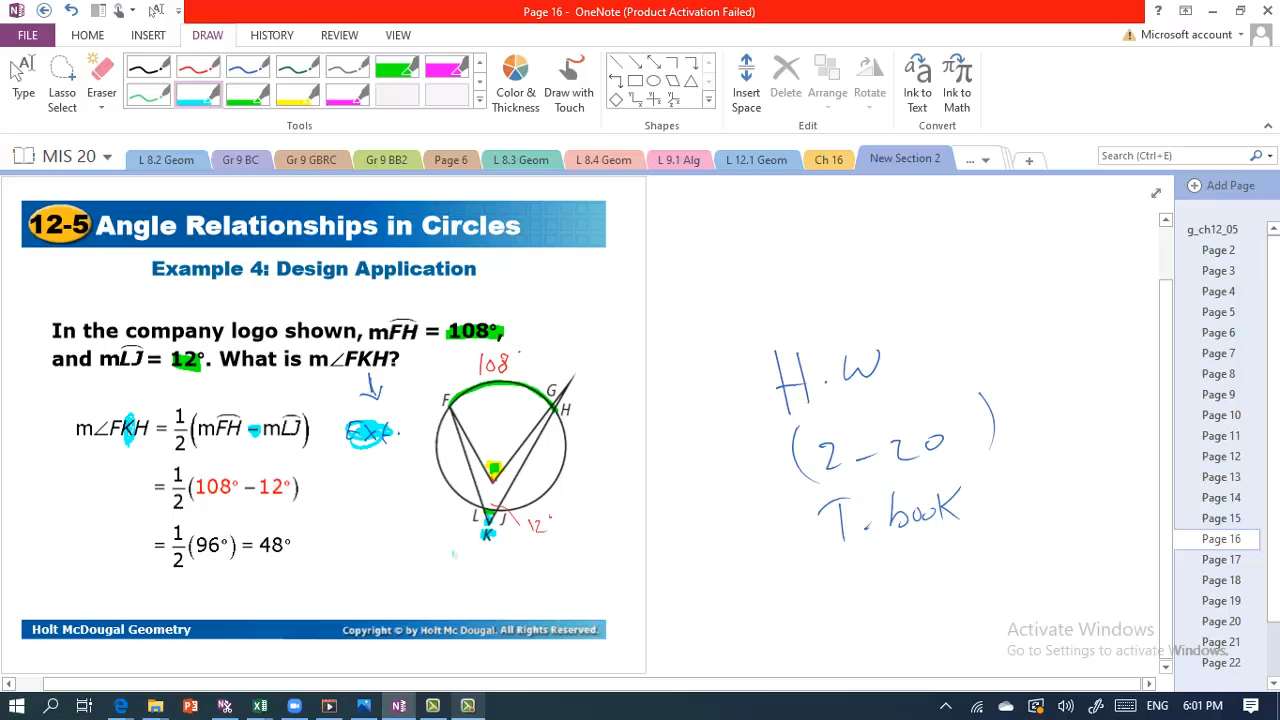 Page 16 - OneNote (Product Activation Failed)
FILE HOME INSERT DRAW HISTORY REVIEW VIEW
Microsoft account
Type
Lasso Select
Eraser
Color & Thickness
Draw with Touch
Insert Space
Delete
Arrange
Rotate
Ink to Text
Ink to Math
Tools
Shapes
Edit
Convert
MIS 20
L 8.2 Geom
Gr 9 BC
Gr 9 GBRC
Gr 9 BB2
Page 6
L 8.3 Geom
L 8.4 Geom
L 9.1 Alg
L 12.1 Geom
Ch 16
New Section 2
...
Search (Ctrl+E)
12-5 Angle Relationships in Circles
Example 4: Design Application
In the company logo shown, mFH = 108°,
and mLJ = 12°. What is m∠FKH?
m∠FKH = 1/2(mFH - mLJ)
= 1/2(108° - 12°)
= 1/2(96°) = 48°
Ext.
108°
F
G
H
L
J
K
12°
Holt McDougal Geometry
Copyright © by Holt Mc Dougal. All Rights Reserved.
H.W
(2-20)
T.book
Add Page
g_ch12_05
Page 2
Page 3
Page 4
Page 5
Page 6
Page 7
Page 8
Page 9
Page 10
Page 11
Page 12
Page 13
Page 14
Page 15
Page 16
Page 17
Page 18
Page 19
Page 20
Page 21
Page 22
Activate Windows
Go to Settings to activate Windows.
ENG 6:01 PM